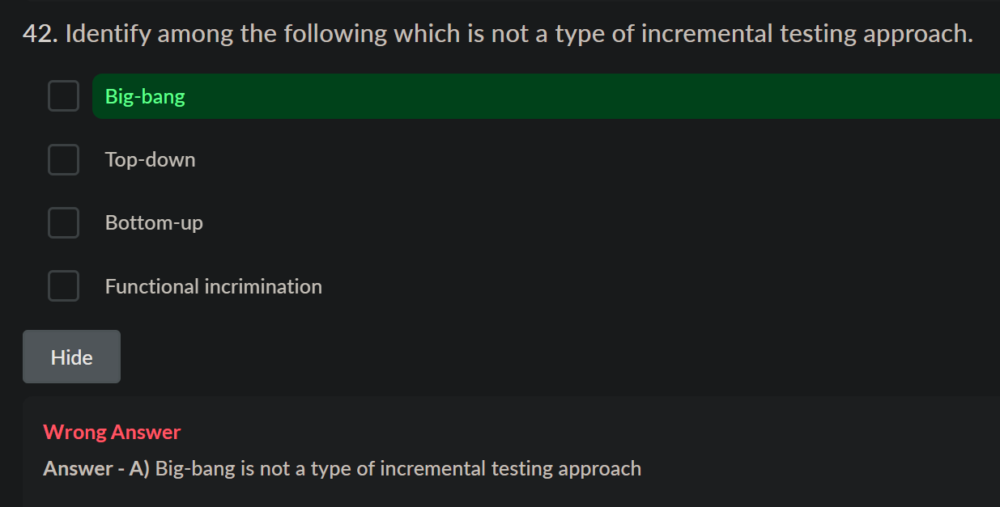 42. Identify among the following which is not a type of incremental testing approach.
Big-bang
Top-down
Bottom-up
Functional incrimination
Hide
Wrong Answer
Answer - A) Big-bang is not a type of incremental testing approach